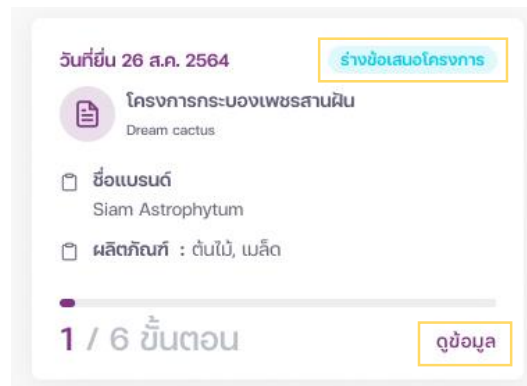 วันที่ยื่น 26 ส.ค. 2564
ร่างข้อเสนอโครงการ
โครงการกระบองเพชรสานฝัน
Dream cactus
ชื่อแบรนด์
Siam Astrophytum
ผลิตภัณฑ์ : ต้นไม้, เมล็ด
1 / 6 ขั้นตอน
ดูข้อมูล